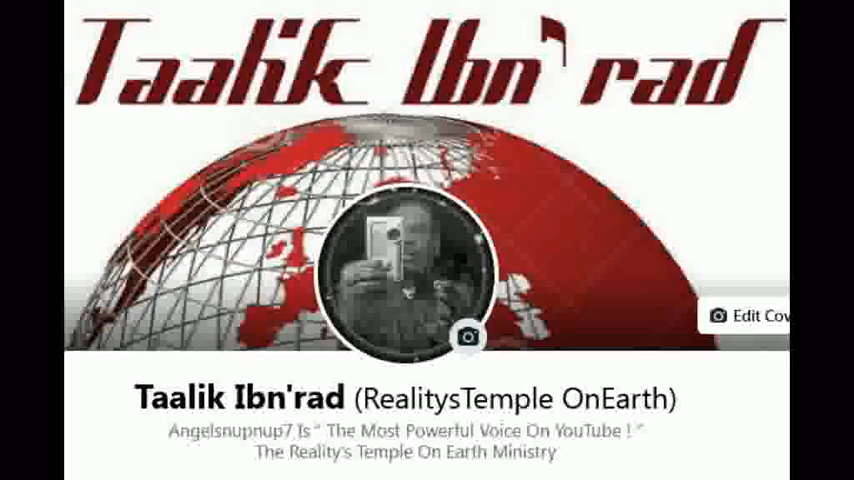 Taalik Ibn'rad
Edit Cov
Taalik Ibn'rad (RealitysTemple OnEarth)
Angelsnupnup7 Is " The Most Powerful Voice On YouTube ! "
The Reality's Temple On Earth Ministry